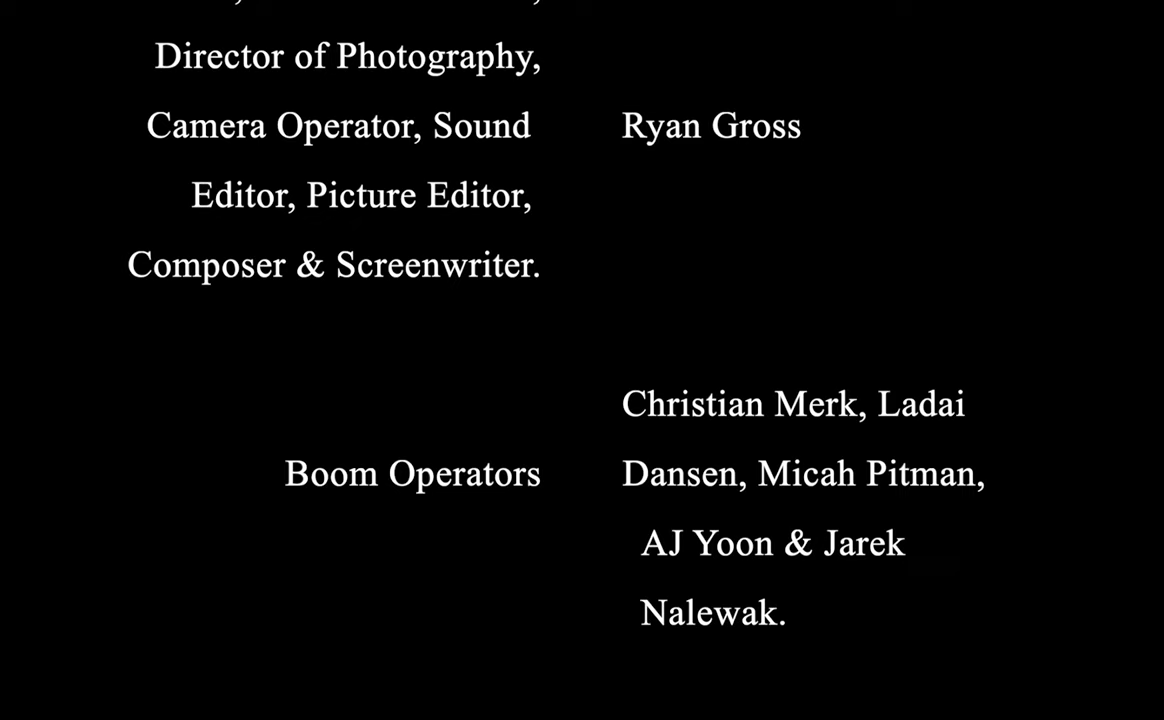 Director of Photography,
Camera Operator, Sound
Editor, Picture Editor,
Composer & Screenwriter.
Ryan Gross
Boom Operators
Christian Merk, Ladai
Dansen, Micah Pitman,
AJ Yoon & Jarek
Nalewak.